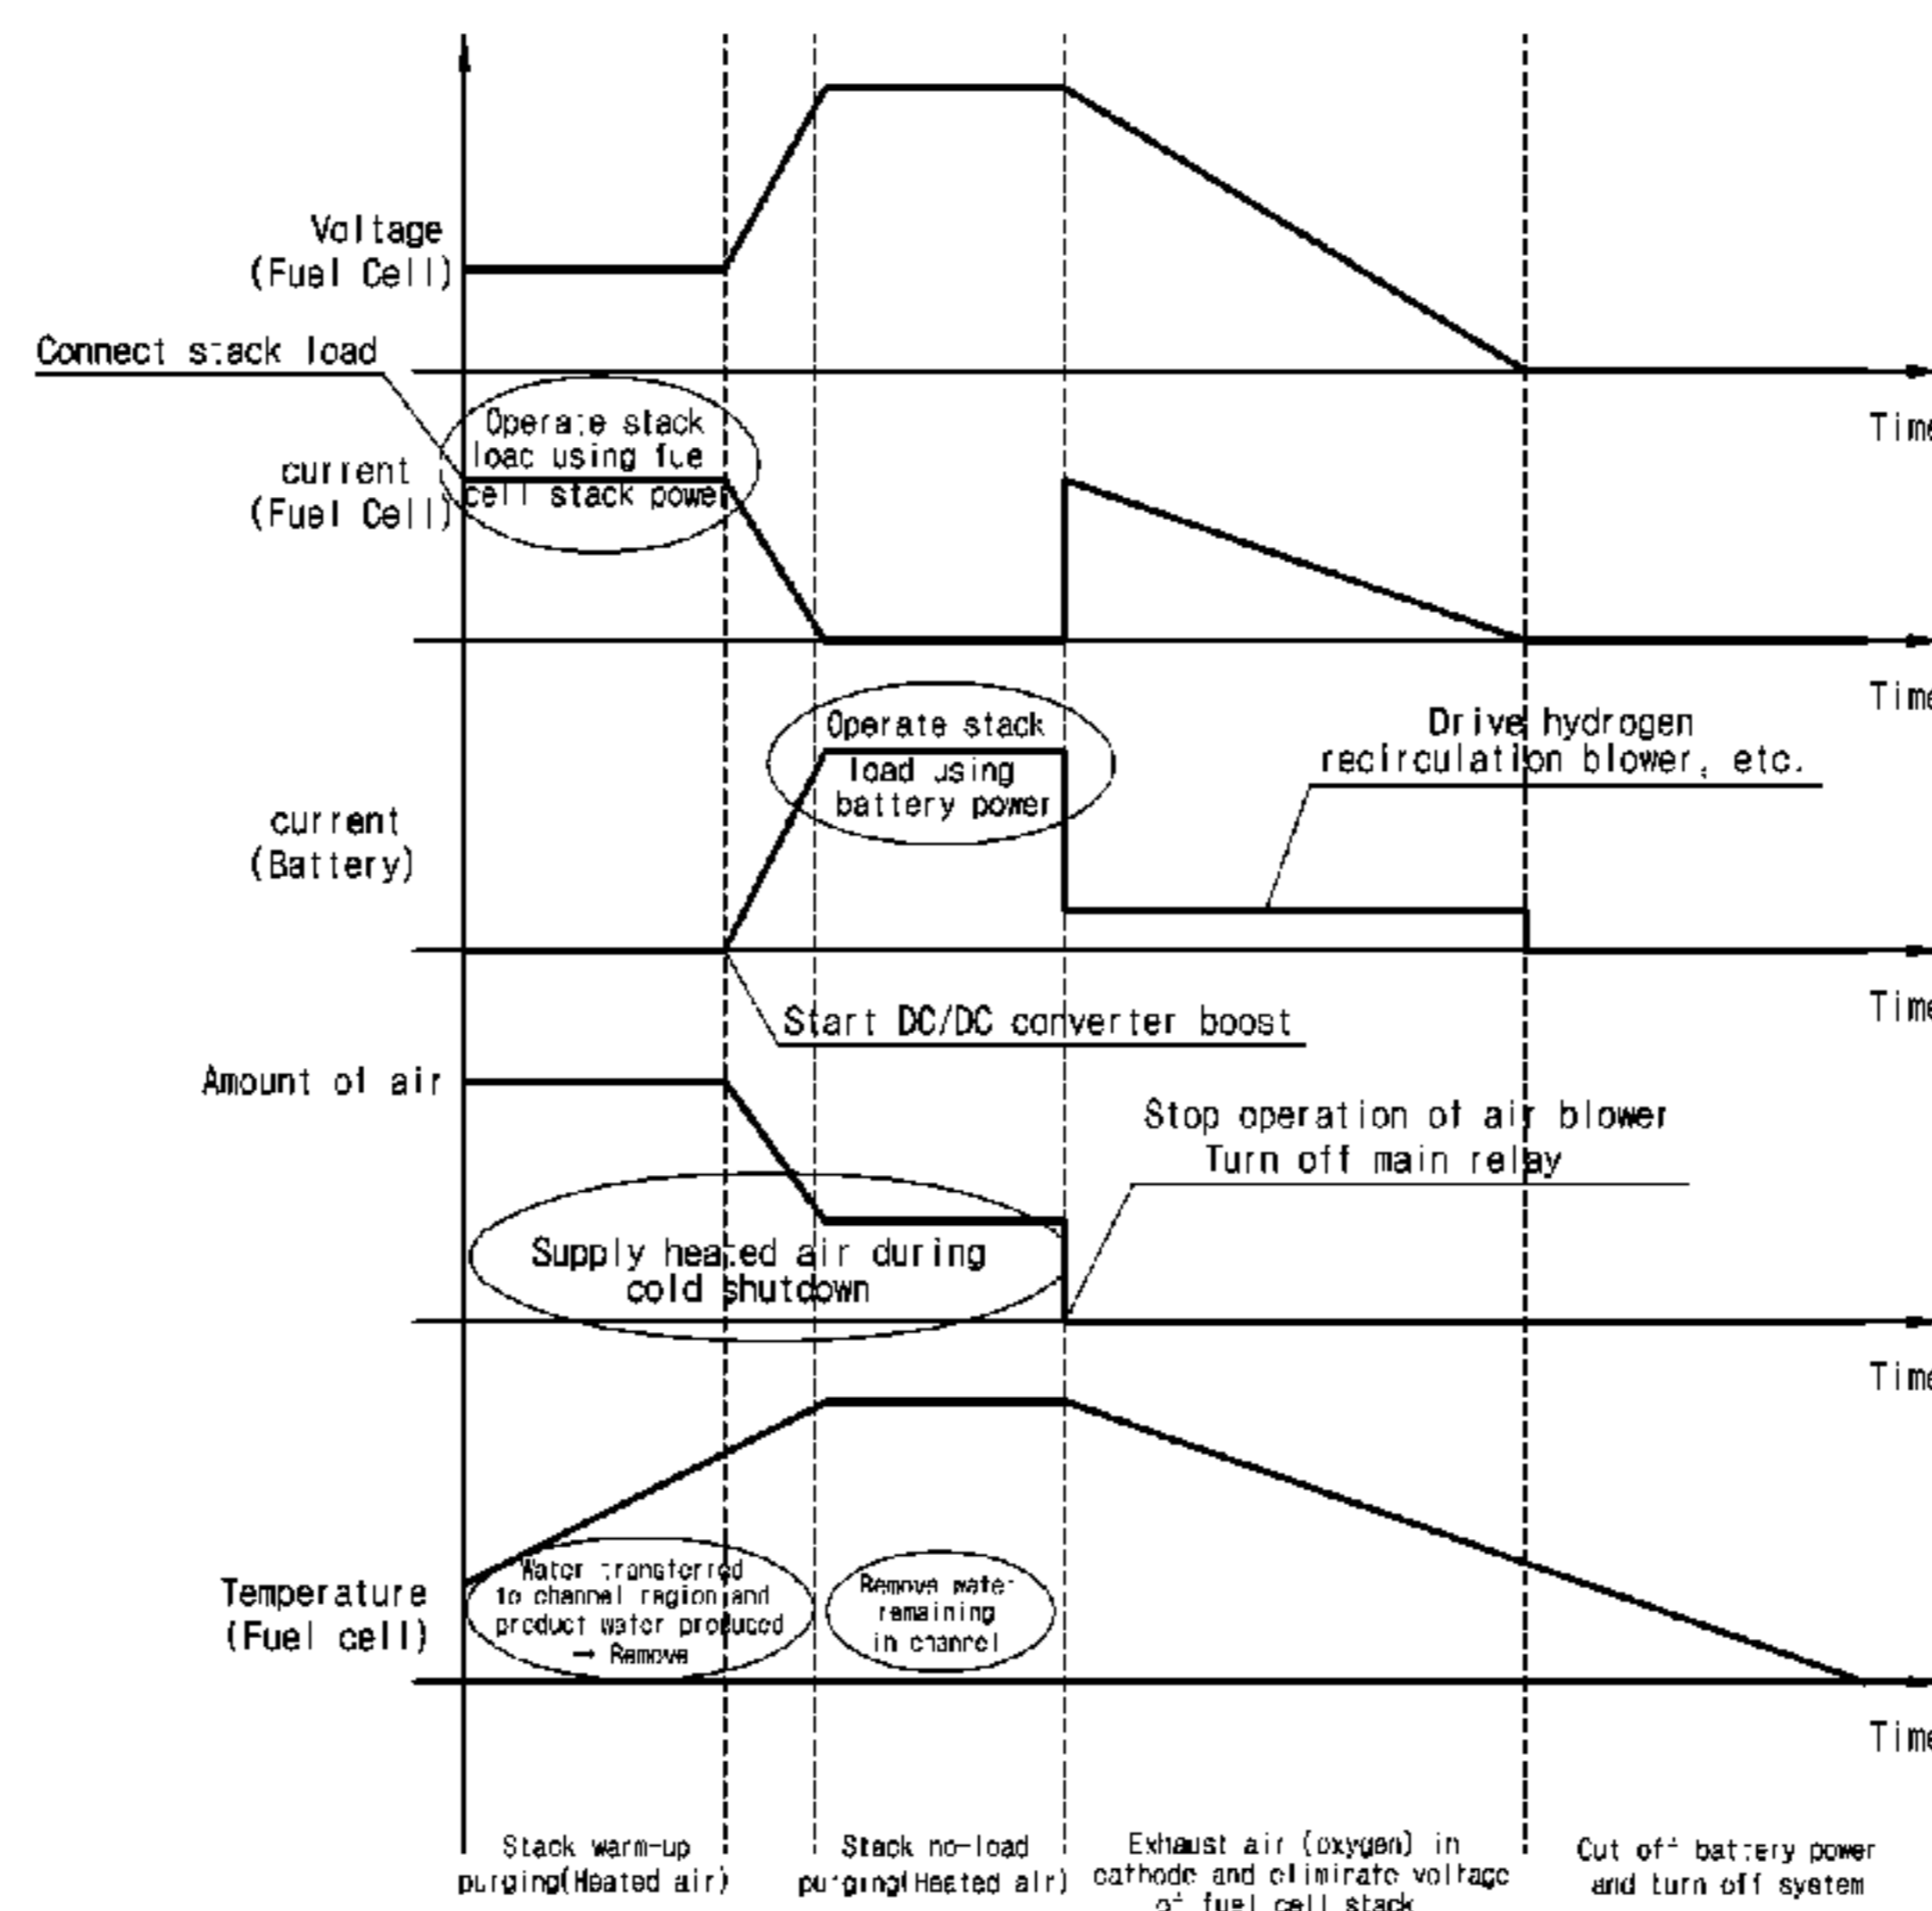 Voltage
(Fuel Cell)
Connect stack load
Time
Operate stack
load using fue
cell stack power
current
(Fuel Cell)
Time
Operate stack
load using
battery power
Drive hydrogen
recirculation blower, etc.
current
(Battery)
Time
Start DC/DC converter boost
Amount of air
Stop operation of air blower
Turn off main relay
Supply heated air during
cold shutdown
Time
Water transferred
to channel region and
product water produced
→ Remove
Remove water
remaining
in channel
Temperature
(Fuel cell)
Time
Stack warm-up
purging(Heated air)
Stack no-load
purging(Heated air)
Exhaust air (oxygen) in
cathode and eliminate voltage
of fuel cell stack
Cut off battery power
and turn off system